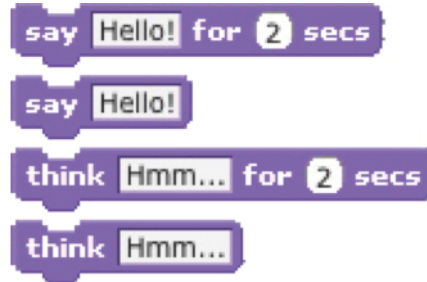 say Hello! for 2 secs
say Hello!
think Hmm... for 2 secs
think Hmm...